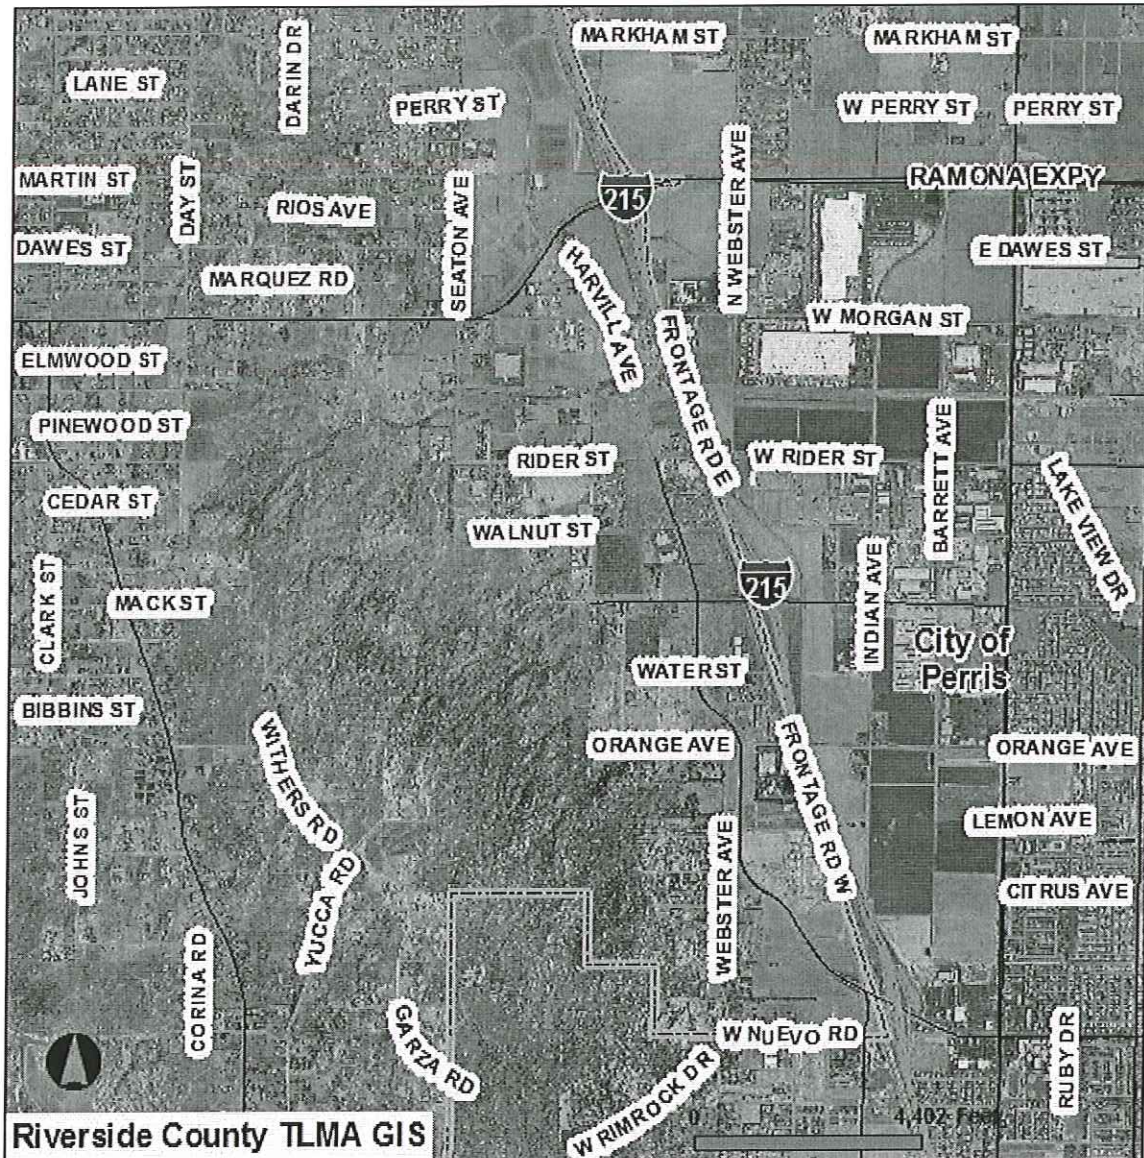 MARKHAM ST
MARKHAM ST
LANE ST
DARIN DR
PERRY ST
W PERRY ST
PERRY ST
MARTIN ST
DAY ST
RIOS AVE
SEATON AVE
215
N WEBSTER AVE
RAMONA EXPY
DAWES ST
MARQUEZ RD
HARVILL AVE
E DAWES ST
W MORGAN ST
ELMWOOD ST
FRONTAGE RD E
PINEWOOD ST
RIDER ST
W RIDER ST
BARRETT AVE
LAKE VIEW DR
CEDAR ST
WALNUT ST
215
INDIAN AVE
CLARK ST
MACK ST
City of
Perris
WATER ST
BIBBINS ST
WITHERS RD
ORANGE AVE
FRONTAGE RD W
ORANGE AVE
JOHNS ST
LEMON AVE
YUCCA RD
WEBSTER AVE
CITRUS AVE
CORINA RD
GARZA RD
W NUEVO RD
RUBY DR
W RIMROCK DR
0 4,402 Feet
Riverside County TLMA GIS